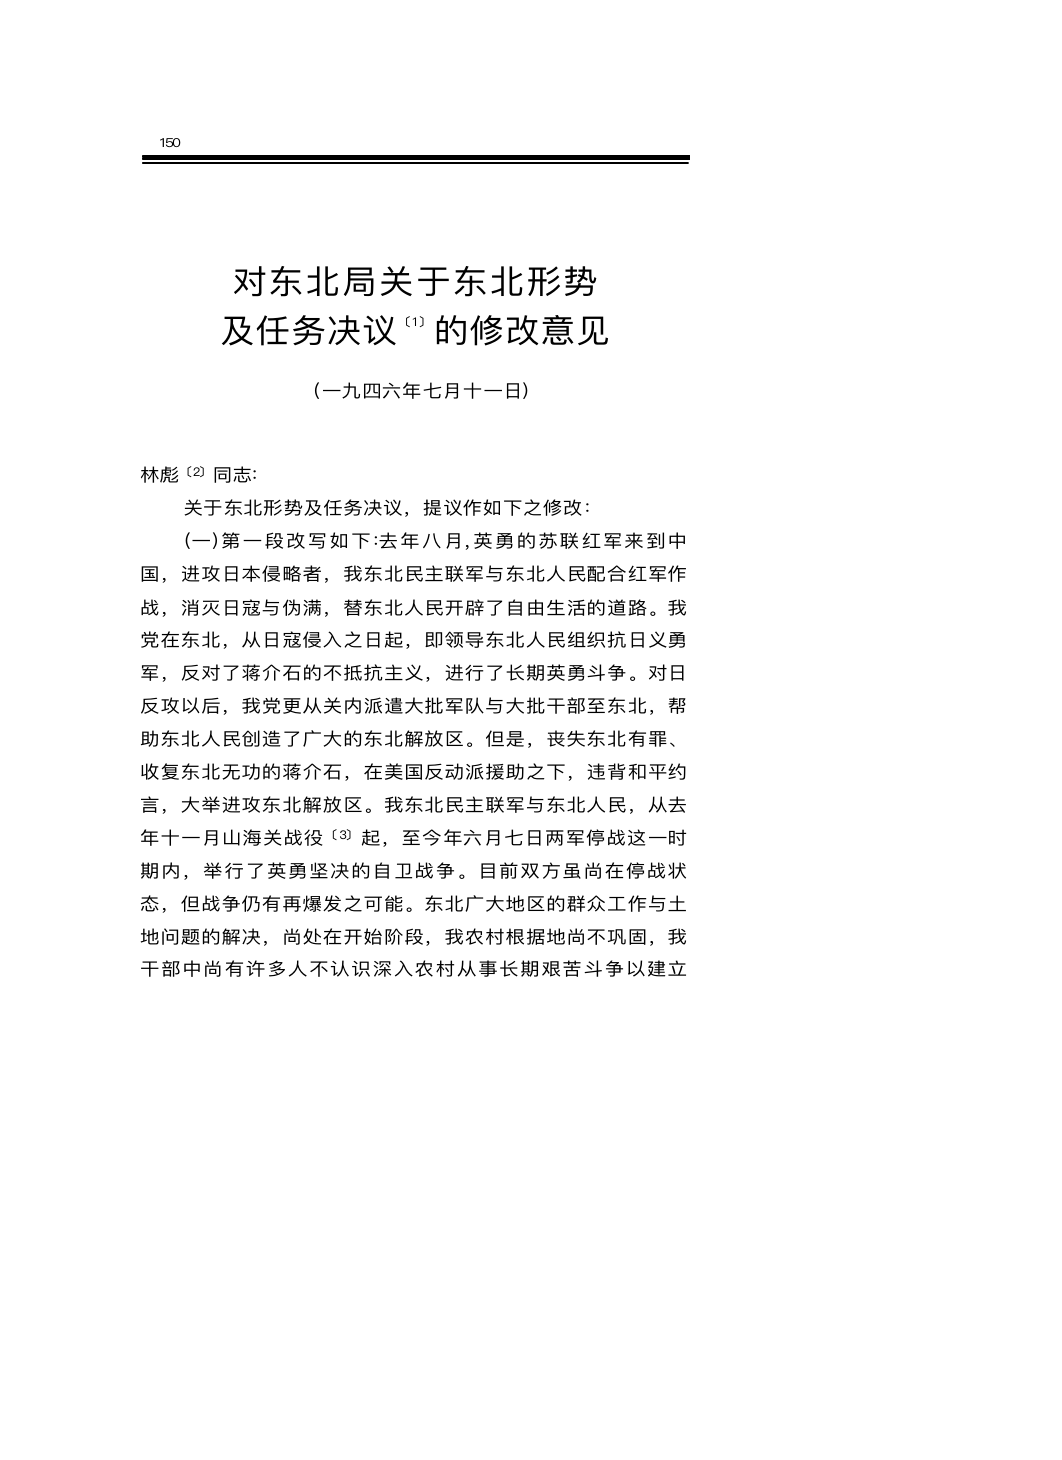 150
对东北局关于东北形势
及任务决议〔1〕的修改意见
(一九四六年七月十一日)
林彪〔2〕同志:
关于东北形势及任务决议，提议作如下之修改:
(一)第一段改写如下:去年八月,英勇的苏联红军来到中
国，进攻日本侵略者，我东北民主联军与东北人民配合红军作
战，消灭日寇与伪满，替东北人民开辟了自由生活的道路。我
党在东北，从日寇侵入之日起，即领导东北人民组织抗日义勇
军，反对了蒋介石的不抵抗主义，进行了长期英勇斗争。对日
反攻以后，我党更从关内派遣大批军队与大批干部至东北，帮
助东北人民创造了广大的东北解放区。但是，丧失东北有罪、
收复东北无功的蒋介石，在美国反动派援助之下，违背和平约
言，大举进攻东北解放区。我东北民主联军与东北人民，从去
年十一月山海关战役〔3〕起，至今年六月七日两军停战这一时
期内，举行了英勇坚决的自卫战争。目前双方虽尚在停战状
态，但战争仍有再爆发之可能。东北广大地区的群众工作与土
地问题的解决，尚处在开始阶段，我农村根据地尚不巩固，我
干部中尚有许多人不认识深入农村从事长期艰苦斗争以建立